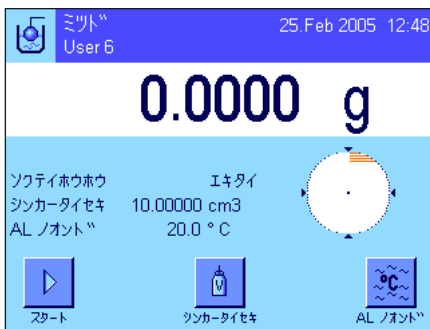 ミツド゛ 25.Feb 2005 12:48
User 6
0.0000 g
ソクテイホウホウ エキタイ
シンカータイセキ 10.00000 cm3
AL ノオント゛ 20.0 °C
°C
スタート シンカータイセキ AL ノオント゛